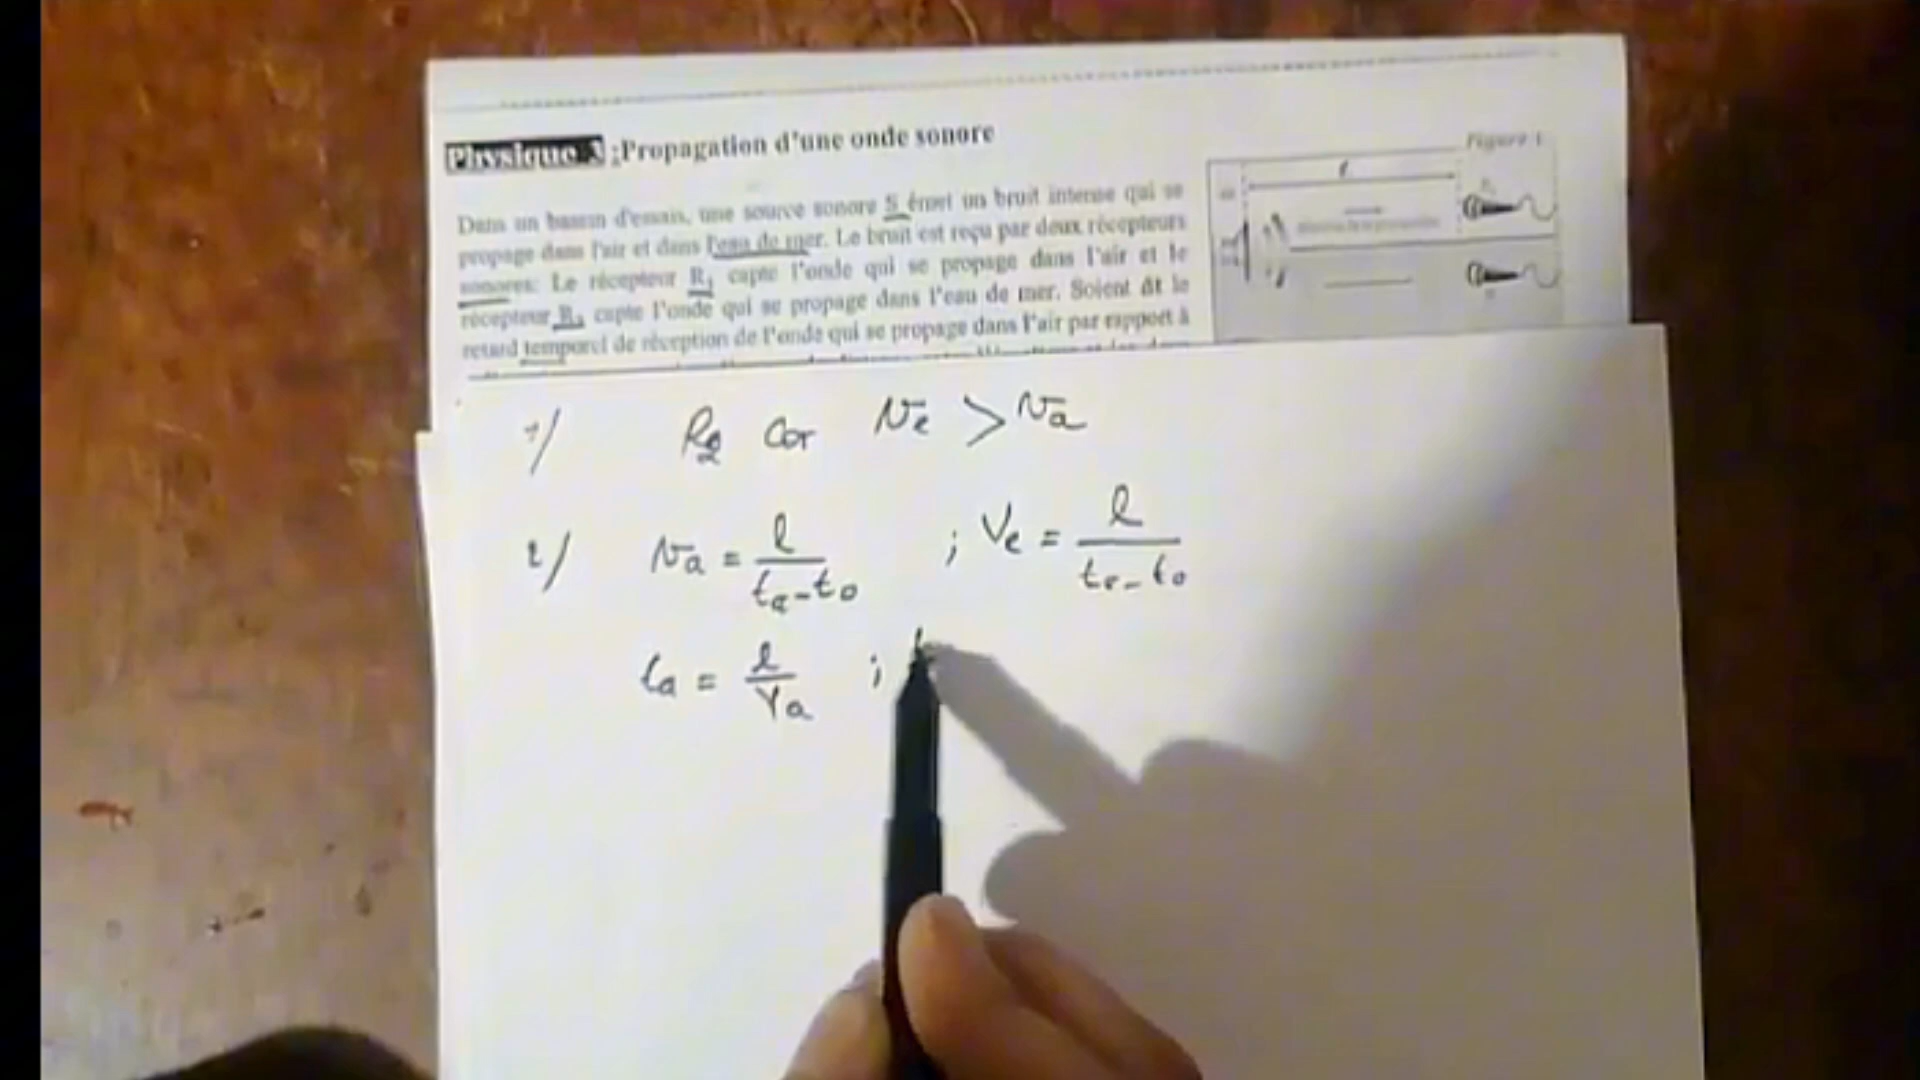 Physique 3 :Propagation d'une onde sonore
Figure 1
Dans un bassin d'essais, une source sonore S émet un bruit intense qui se
propage dans l'air et dans l'eau de mer. Le bruit est reçu par deux récepteurs
sonores: Le récepteur R₁ capte l'onde qui se propage dans l'air et le
récepteur R₂ capte l'onde qui se propage dans l'eau de mer. Soient Δt le
retard temporel de réception de l'onde qui se propage dans l'air par rapport à
ℓ
1/ R₂ Car Ve > Va
2/ Va = ℓ/(ta-t0) ; Ve = ℓ/(te-t0)
ta = ℓ/Va ;